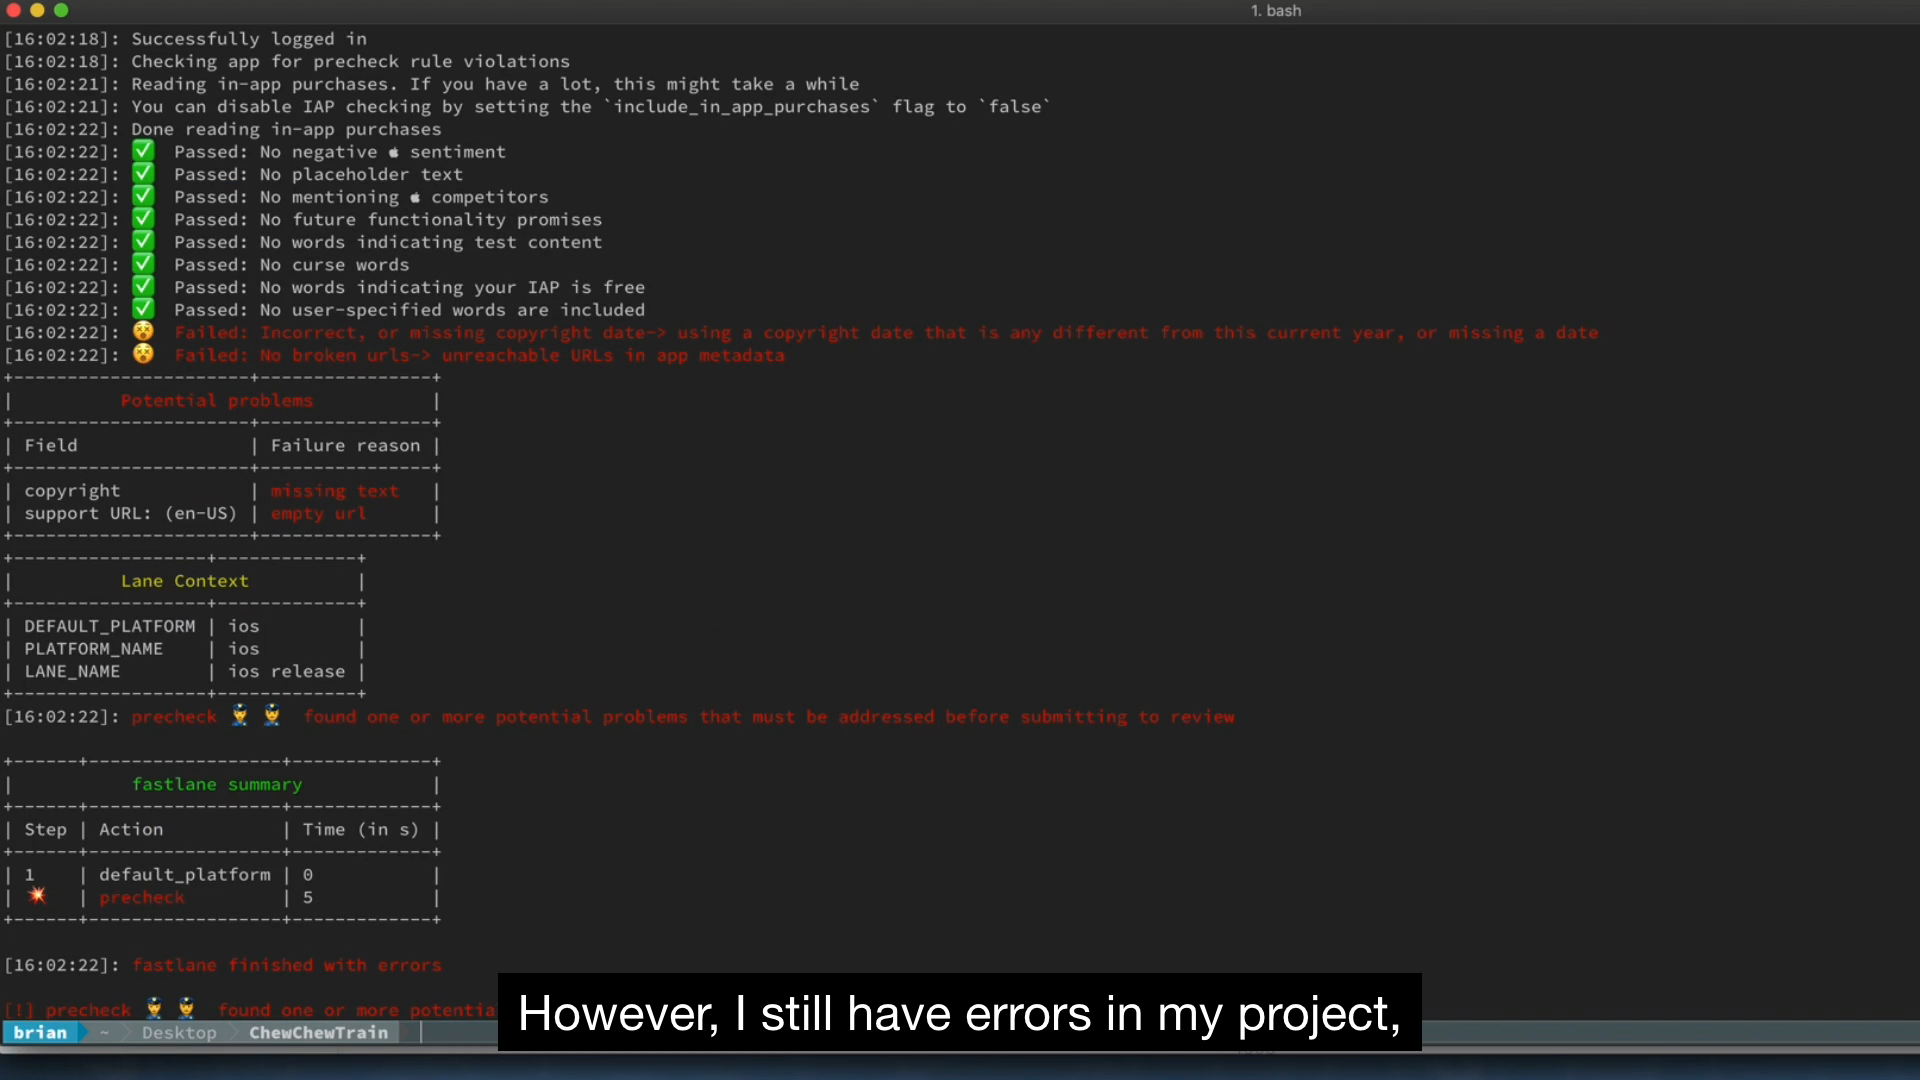 1. bash
[16:02:18]: Successfully logged in
[16:02:18]: Checking app for precheck rule violations
[16:02:21]: Reading in-app purchases. If you have a lot, this might take a while
[16:02:21]: You can disable IAP checking by setting the `include_in_app_purchases` flag to `false`
[16:02:22]: Done reading in-app purchases
[16:02:22]: ✅ Passed: No negative  sentiment
[16:02:22]: ✅ Passed: No placeholder text
[16:02:22]: ✅ Passed: No mentioning  competitors
[16:02:22]: ✅ Passed: No future functionality promises
[16:02:22]: ✅ Passed: No words indicating test content
[16:02:22]: ✅ Passed: No curse words
[16:02:22]: ✅ Passed: No words indicating your IAP is free
[16:02:22]: ✅ Passed: No user-specified words are included
[16:02:22]: 😵 Failed: Incorrect, or missing copyright date-> using a copyright date that is any different from this current year, or missing a date
[16:02:22]: 😵 Failed: No broken urls-> unreachable URLs in app metadata
Potential problems
| Field | Failure reason |
| copyright | missing text |
| support URL: (en-US) | empty url |
Lane Context
| DEFAULT_PLATFORM | ios |
| PLATFORM_NAME | ios |
| LANE_NAME | ios release |
[16:02:22]: precheck 👮 👮 found one or more potential problems that must be addressed before submitting to review
fastlane summary
| Step | Action | Time (in s) |
| 1 | default_platform | 0 |
| 💥 | precheck | 5 |
[16:02:22]: fastlane finished with errors
[!] precheck 👮 👮 found one or more potentia
brian ~ Desktop ChewChewTrain
However, I still have errors in my project,